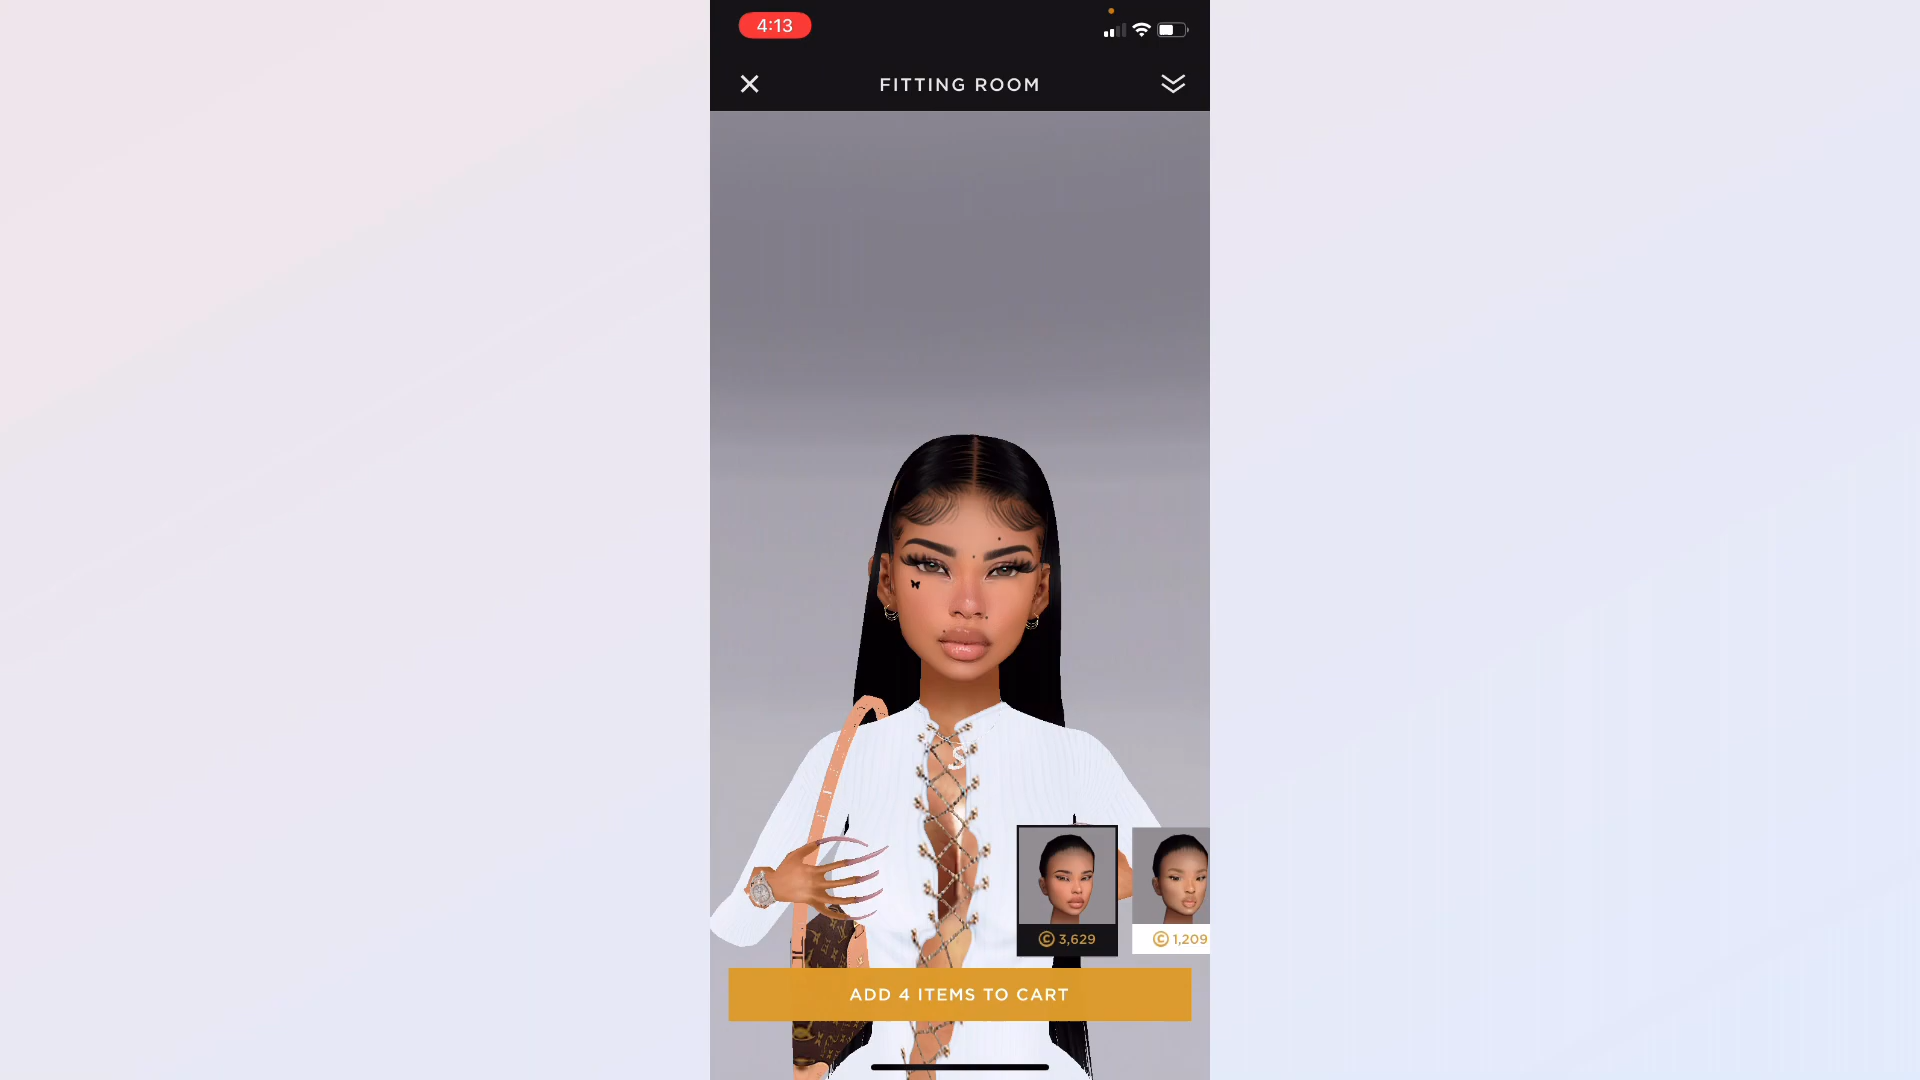 4:13
FITTING ROOM
S
© 3,629
© 1,209
ADD 4 ITEMS TO CART